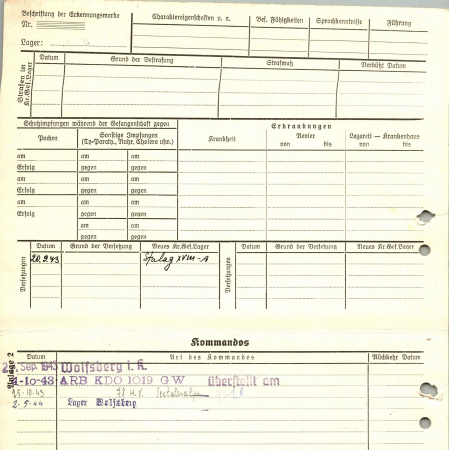 Beschriftung der Erkennungsmarke
Nr.
Lager:
Charaktereigenschaften u. a.
Bes. Fähigkeiten
Sprachkenntnisse
Führung
Strafen im Kr.Gef.Lager
Datum
Grund der Bestrafung
Strafmaß
Verbüßt Datum
Schutzimpfungen während der Gefangenschaft gegen
Erkrankungen
Pocken
Sonstige Impfungen
(Ty-Paraty., Ruhr, Cholera usw.)
Krankheit
Revier
von bis
Lazarett — Krankenhaus
von bis
am am am
Erfolg gegen gegen
am am am
Erfolg gegen gegen
am am am
Erfolg gegen gegen
am am
gegen gegen
Versetzungen
Datum Grund der Versetzung Neues Kr.Gef.Lager
20.9.43 Stalag XVIII-A
Versetzungen
Datum Grund der Versetzung Neues Kr.Gef.Lager
Kommandos
Anlage 2
Datum Art des Kommandos Rückkehr Datum
Sep. 1943 Wolfsberg i. K.
1-10-43 ARB KDO 1019 GW überstellt am
10.43
2-5-44 Lager Wolfsberg